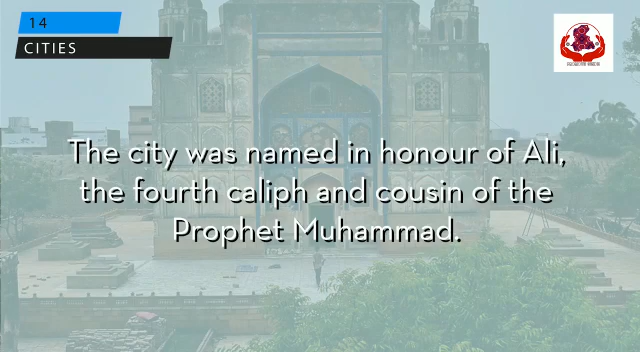 14
CITIES
The city was named in honour of Ali,
the fourth caliph and cousin of the
Prophet Muhammad.